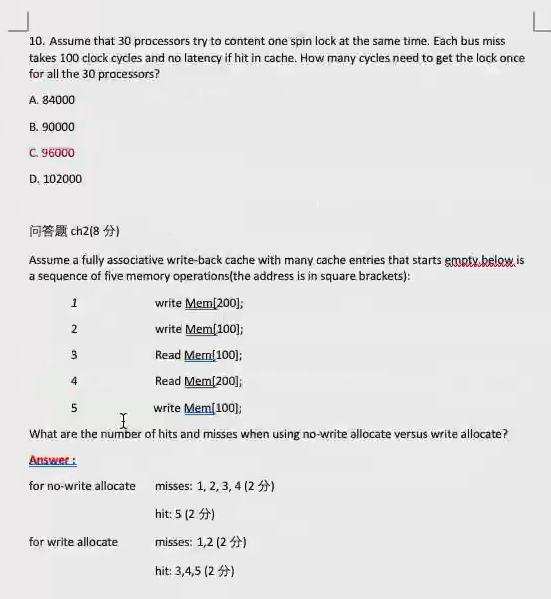 10. Assume that 30 processors try to content one spin lock at the same time. Each bus miss
takes 100 clock cycles and no latency if hit in cache. How many cycles need to get the lock once
for all the 30 processors?
A. 84000
B. 90000
C. 96000
D. 102000
问答题 ch2(8 分)
Assume a fully associative write-back cache with many cache entries that starts empty.below is
a sequence of five memory operations(the address is in square brackets):
1 write Mem[200];
2 write Mem[100];
3 Read Mem[100];
4 Read Mem[200];
5 write Mem[100];
What are the number of hits and misses when using no-write allocate versus write allocate?
Answer :
for no-write allocate misses: 1, 2, 3, 4 (2 分)
hit: 5 (2 分)
for write allocate misses: 1,2 (2 分)
hit: 3,4,5 (2 分)